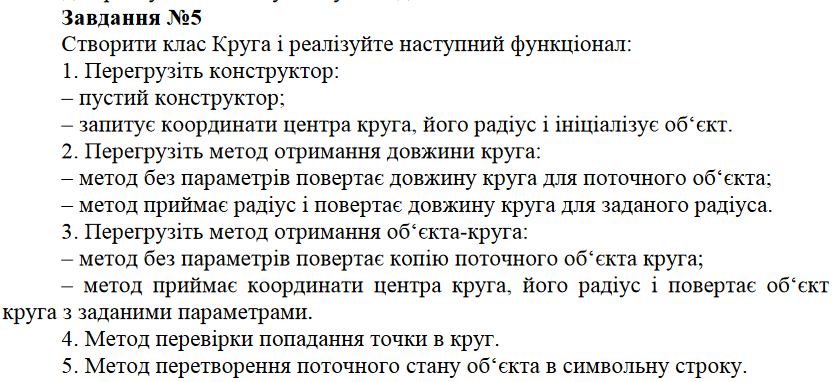 Завдання №5
Створити клас Круга і реалізуйте наступний функціонал:
1. Перегрузіть конструктор:
– пустий конструктор;
– запитує координати центра круга, його радіус і ініціалізує об‘єкт.
2. Перегрузіть метод отримання довжини круга:
– метод без параметрів повертає довжину круга для поточного об‘єкта;
– метод приймає радіус і повертає довжину круга для заданого радіуса.
3. Перегрузіть метод отримання об‘єкта-круга:
– метод без параметрів повертає копію поточного об‘єкта круга;
– метод приймає координати центра круга, його радіус і повертає об‘єкт
круга з заданими параметрами.
4. Метод перевірки попадання точки в круг.
5. Метод перетворення поточного стану об‘єкта в символьну строку.